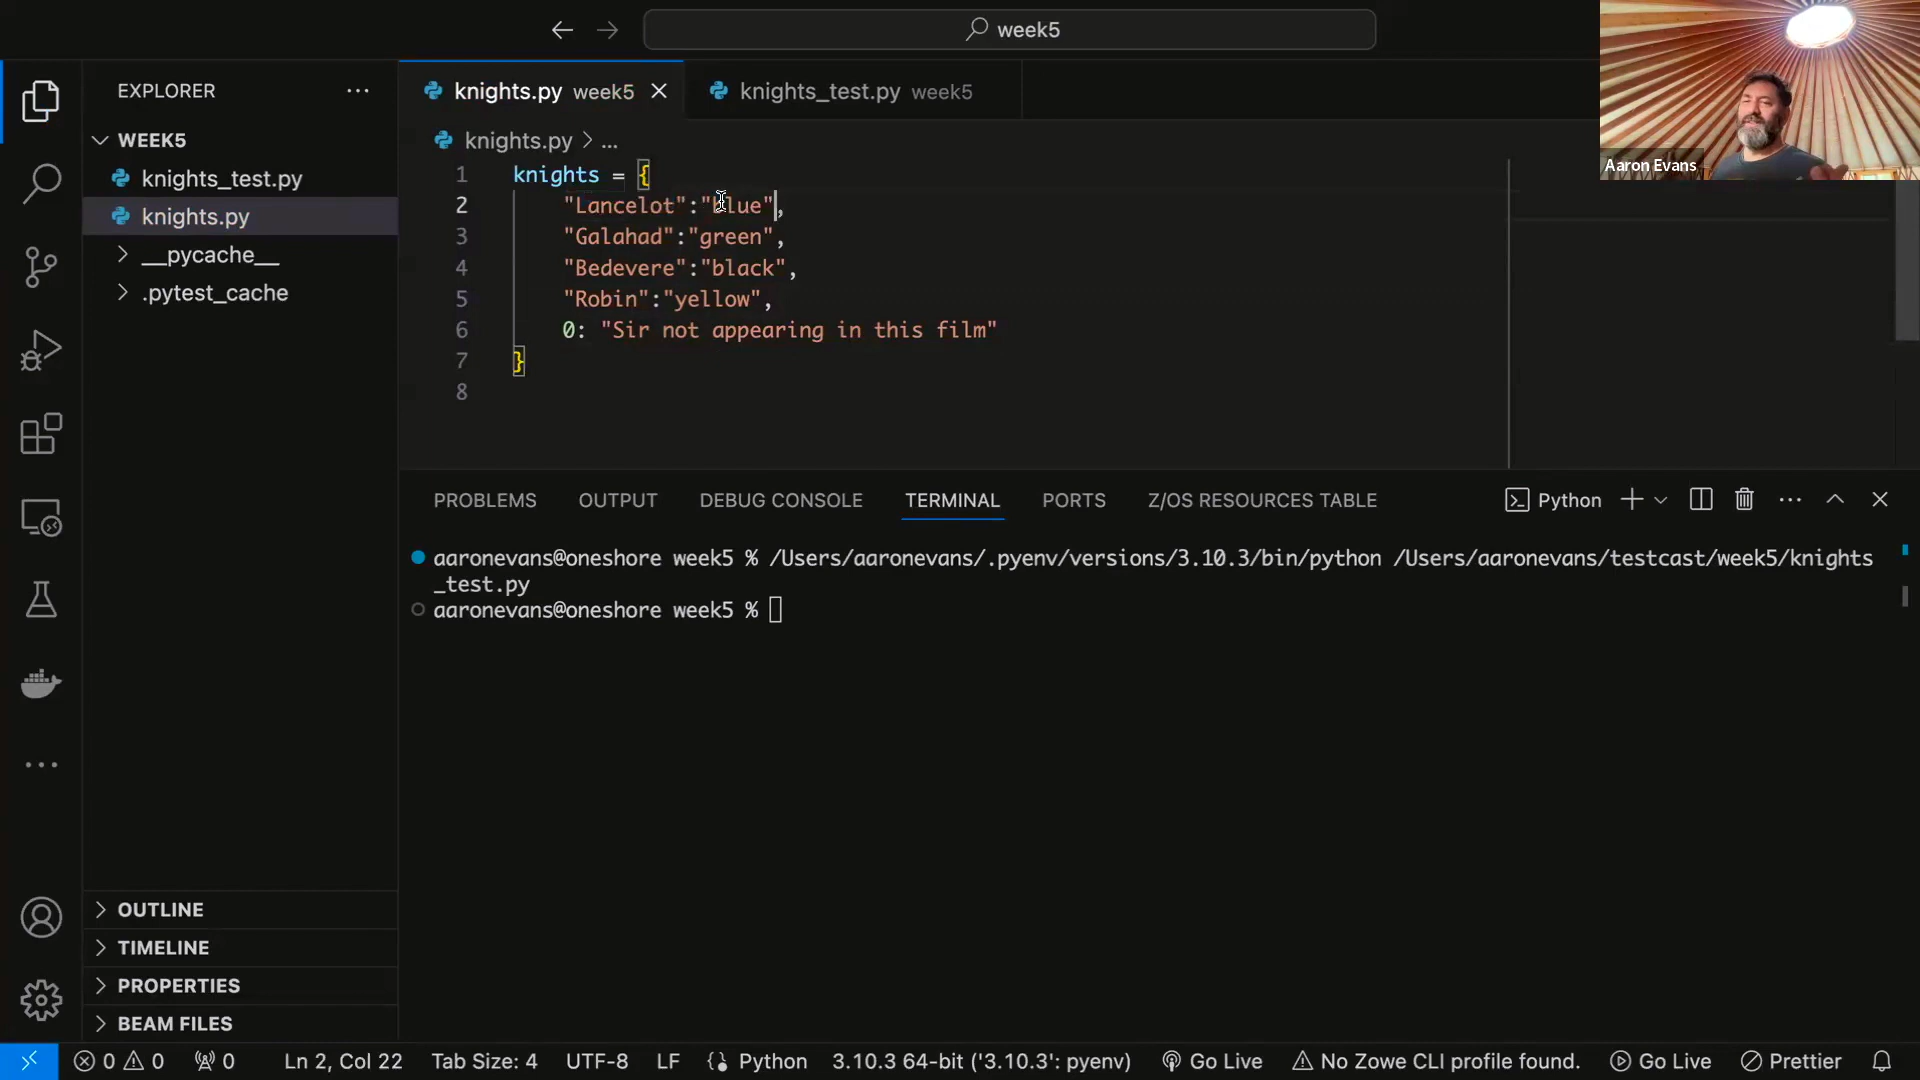 week5
Aaron Evans
EXPLORER
WEEK5
knights_test.py
knights.py
__pycache__
.pytest_cache
OUTLINE
TIMELINE
PROPERTIES
BEAM FILES
knights.py week5
knights_test.py week5
knights.py > ...
1 knights = {
2 "Lancelot":"blue",
3 "Galahad":"green",
4 "Bedevere":"black",
5 "Robin":"yellow",
6 0: "Sir not appearing in this film"
7 }
8
PROBLEMS OUTPUT DEBUG CONSOLE TERMINAL PORTS Z/OS RESOURCES TABLE Python
aaronevans@oneshore week5 % /Users/aaronevans/.pyenv/versions/3.10.3/bin/python /Users/aaronevans/testcast/week5/knights
_test.py
aaronevans@oneshore week5 %
0 0 0 Ln 2, Col 22 Tab Size: 4 UTF-8 LF Python 3.10.3 64-bit ('3.10.3': pyenv) Go Live No Zowe CLI profile found. Go Live Prettier